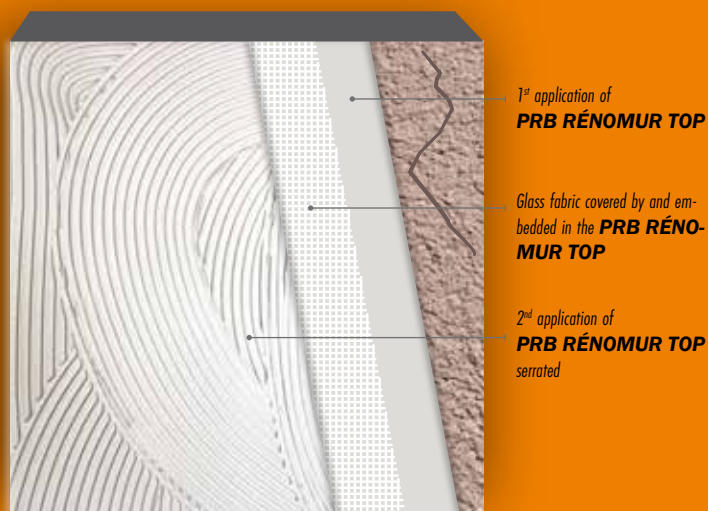 1st application of
PRB RÉNOMUR TOP
Glass fabric covered by and em-
bedded in the PRB RÉNO-
MUR TOP
2nd application of
PRB RÉNOMUR TOP
serrated